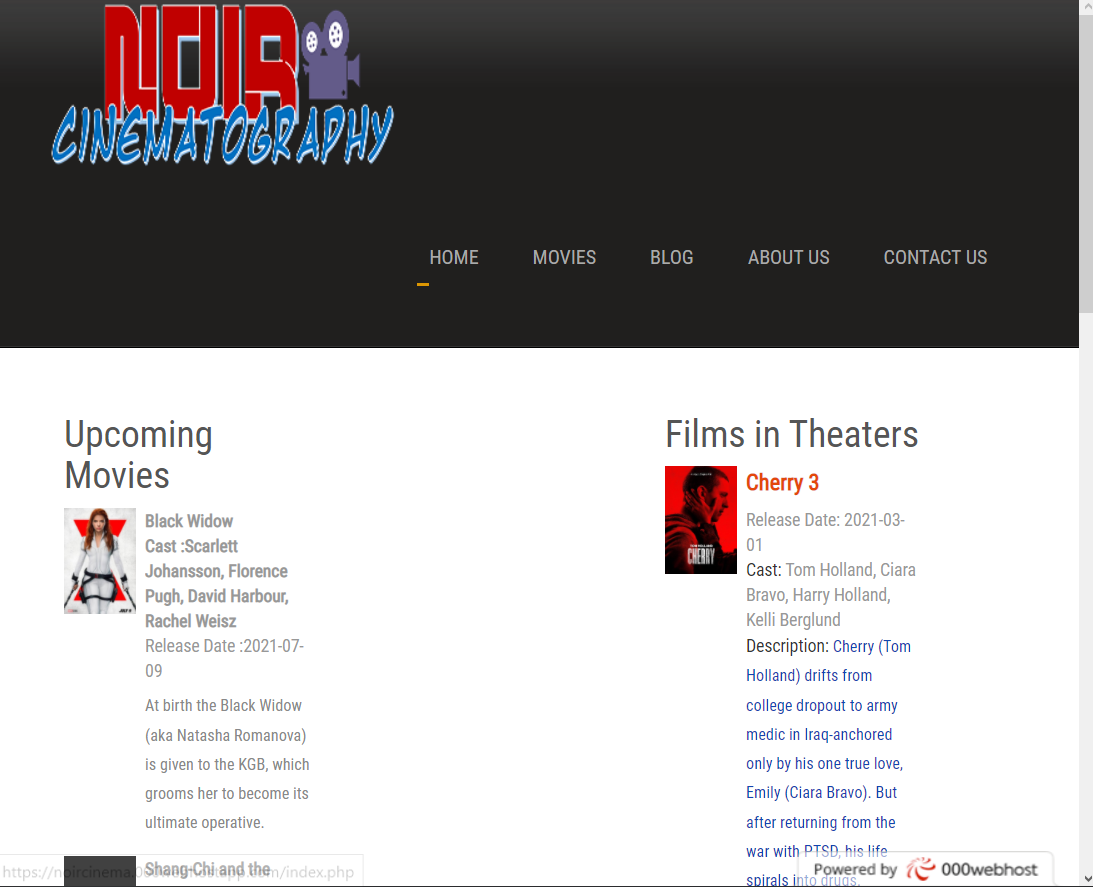 NOIR
CINEMATOGRAPHY
HOME MOVIES BLOG ABOUT US CONTACT US
Upcoming
Movies
Black Widow
Cast :Scarlett
Johansson, Florence
Pugh, David Harbour,
Rachel Weisz
Release Date :2021-07-
09
At birth the Black Widow
(aka Natasha Romanova)
is given to the KGB, which
grooms her to become its
ultimate operative.
Shang-Chi and the
Films in Theaters
TOM HOLLAND
CHERRY
Cherry 3
Release Date: 2021-03-
01
Cast: Tom Holland, Ciara
Bravo, Harry Holland,
Kelli Berglund
Description: Cherry (Tom
Holland) drifts from
college dropout to army
medic in Iraq-anchored
only by his one true love,
Emily (Ciara Bravo). But
after returning from the
war with PTSD, his life
spirals into drugs.
https://noircinema.000webhostapp.com/index.php
Powered by 000webhost